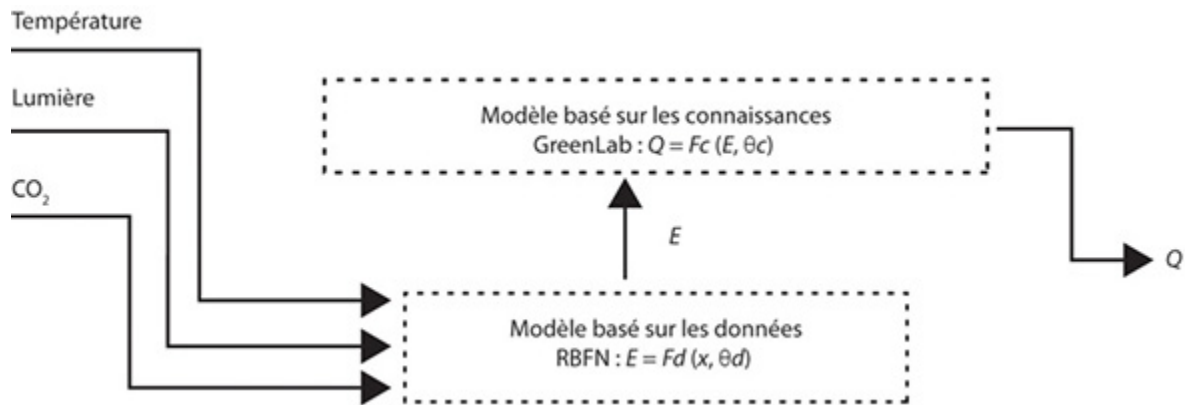 Température
Lumière
CO₂
Modèle basé sur les connaissances
GreenLab : Q = Fc (E, θc)
E
Q
Modèle basé sur les données
RBFN : E = Fd (x, θd)